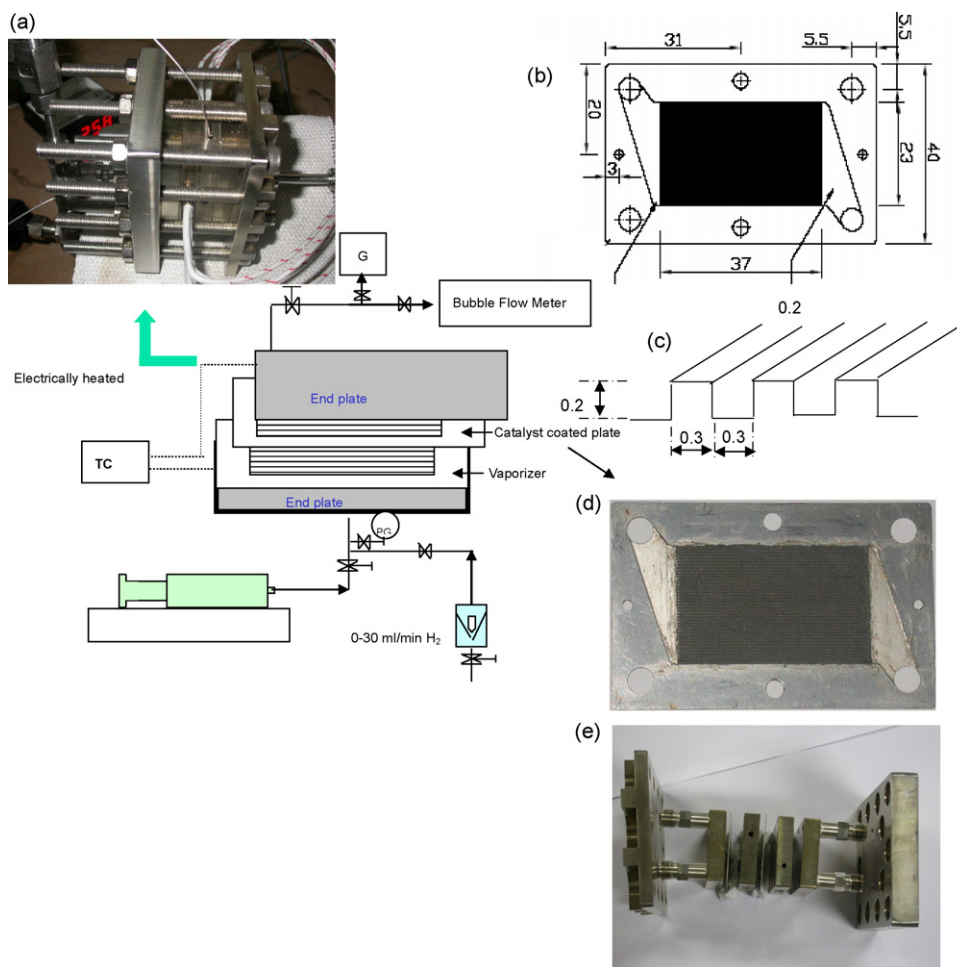 (a)
852
(b)
31
5.5
5.5
20
3
23
40
37
G
Bubble Flow Meter
Electrically heated
End plate
Catalyst coated plate
TC
Vaporizer
End plate
PG
0-30 ml/min H₂
(c)
0.2
0.2
0.3
0.3
(d)
(e)